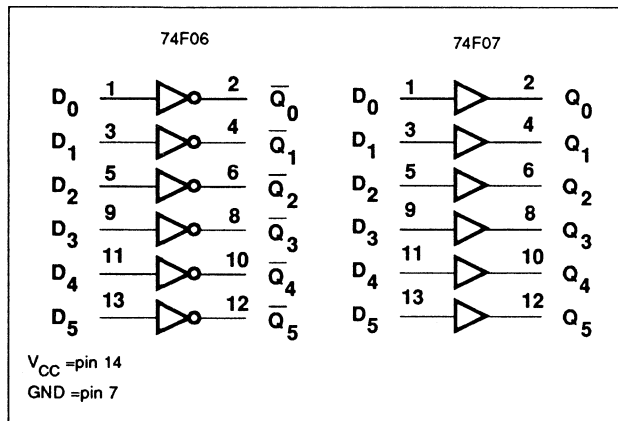 74F06 74F07
D0 1 2 Q̅0 D0 1 2 Q0
D1 3 4 Q̅1 D1 3 4 Q1
D2 5 6 Q̅2 D2 5 6 Q2
D3 9 8 Q̅3 D3 9 8 Q3
D4 11 10 Q̅4 D4 11 10 Q4
D5 13 12 Q̅5 D5 13 12 Q5
VCC =pin 14
GND =pin 7